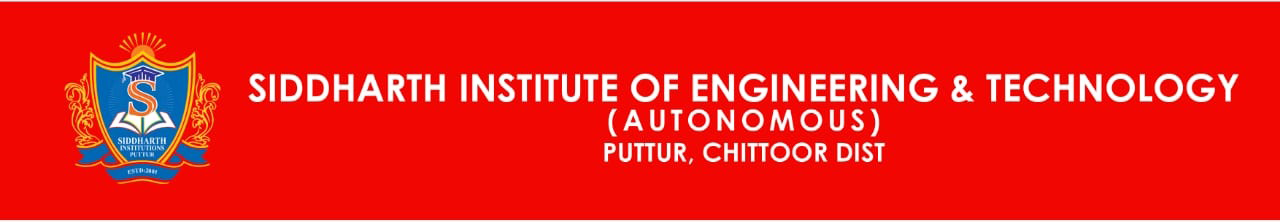 S
SIDDHARTH
INSTITUTIONS
PUTTUR
ESTD-2001
SIDDHARTH INSTITUTE OF ENGINEERING & TECHNOLOGY
(AUTONOMOUS)
PUTTUR, CHITTOOR DIST